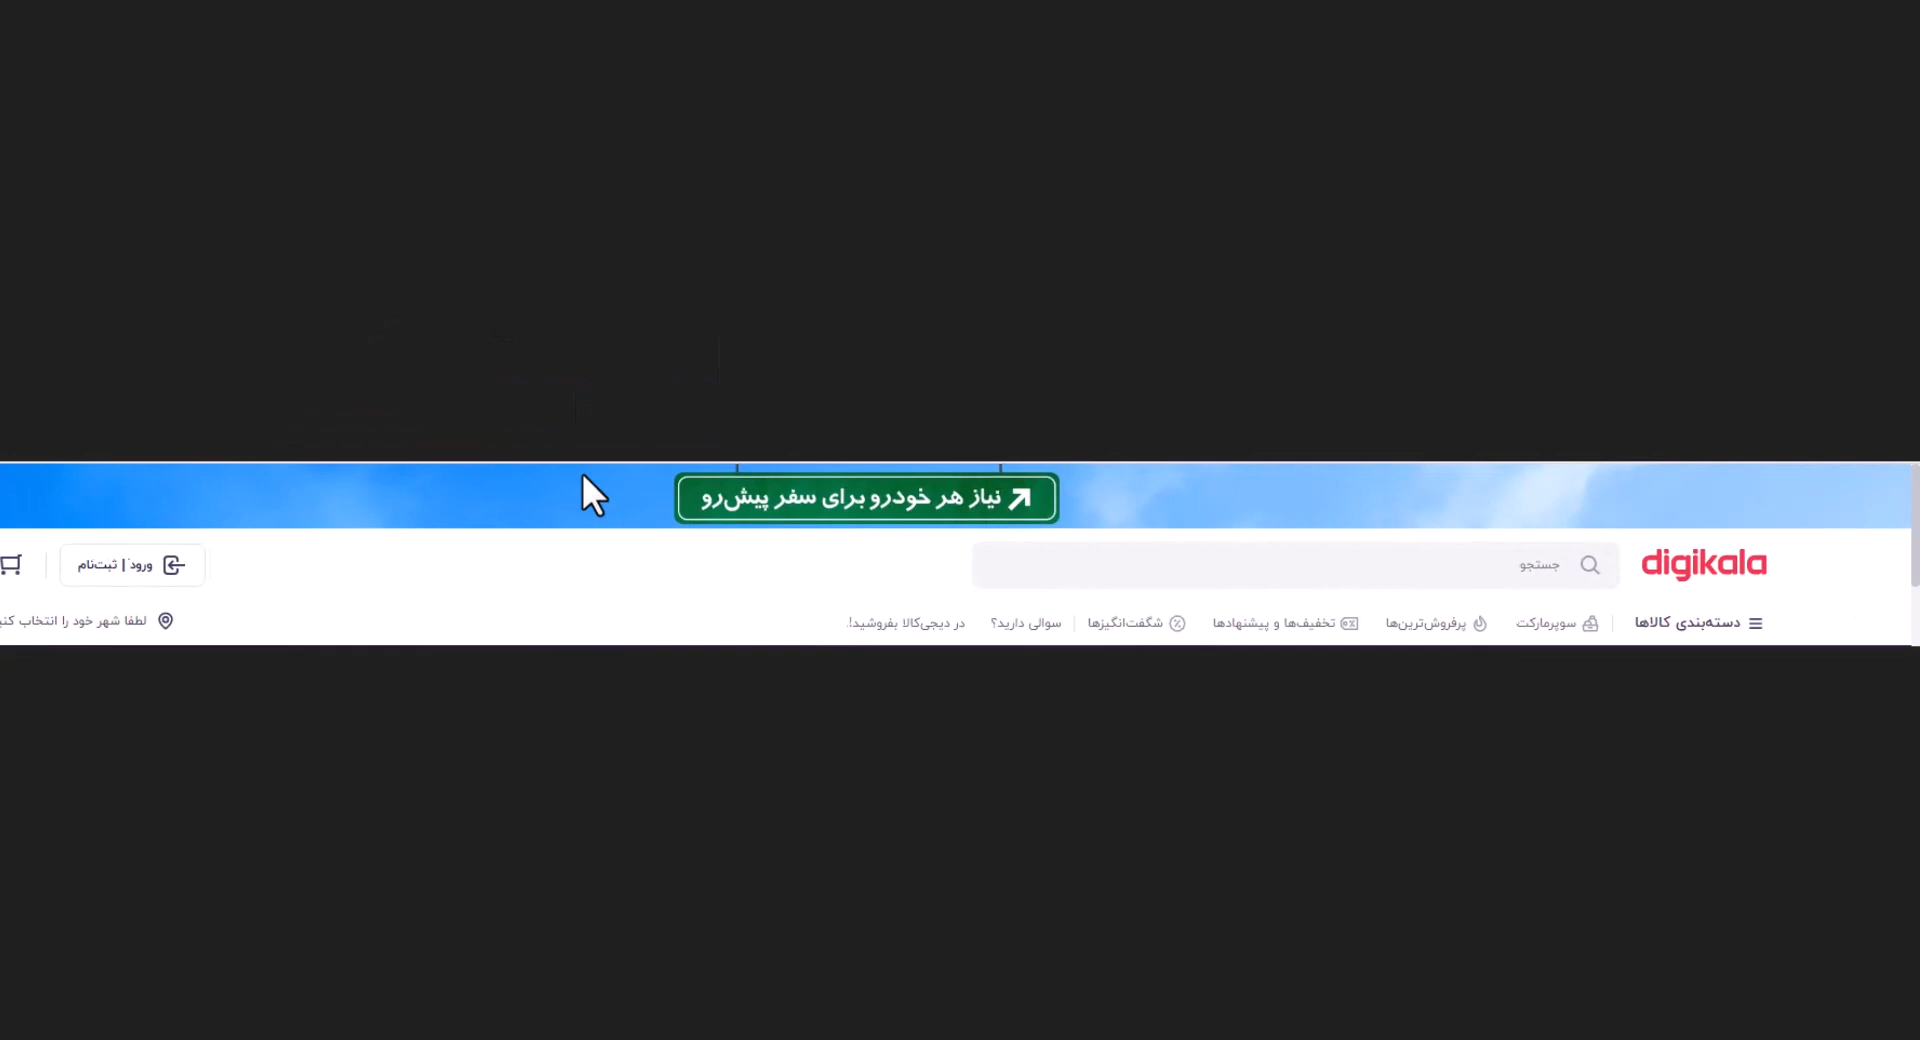 نیاز هر خودرو برای سفر پیش‌رو
digikala
جستجو
ورود | ثبت‌نام
دسته‌بندی کالاها
سوپرمارکت
پرفروش‌ترین‌ها
تخفیف‌ها و پیشنهادها
شگفت‌انگیزها
سوالی دارید؟
در دیجی‌کالا بفروشید!
لطفا شهر خود را انتخاب